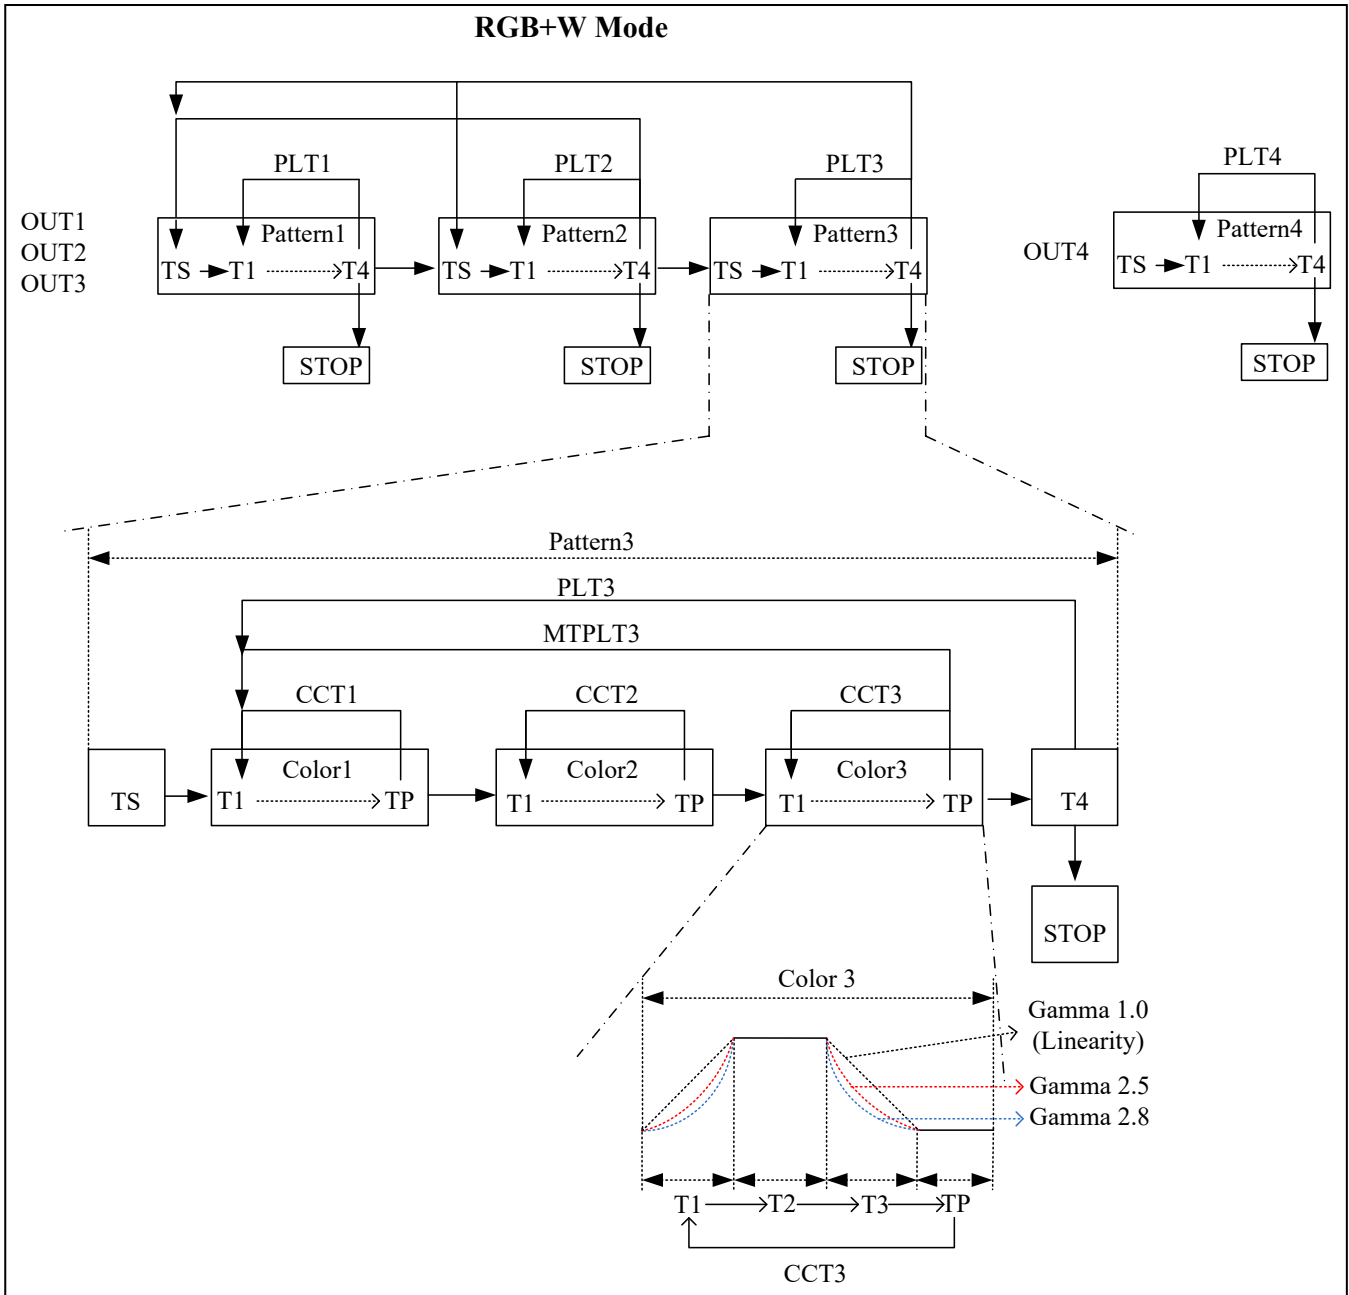 RGB+W Mode
PLT1 PLT2 PLT3 PLT4
OUT1
OUT2
OUT3
Pattern1 Pattern2 Pattern3 Pattern4
OUT4
TS T1 T4 TS T1 T4 TS T1 T4 TS T1 T4
STOP STOP STOP STOP
Pattern3
PLT3
MTPLT3
CCT1 CCT2 CCT3
Color1 Color2 Color3
TS T1 TP T1 TP T1 TP T4
STOP
Color 3
Gamma 1.0
(Linearity)
Gamma 2.5
Gamma 2.8
T1 T2 T3 TP
CCT3